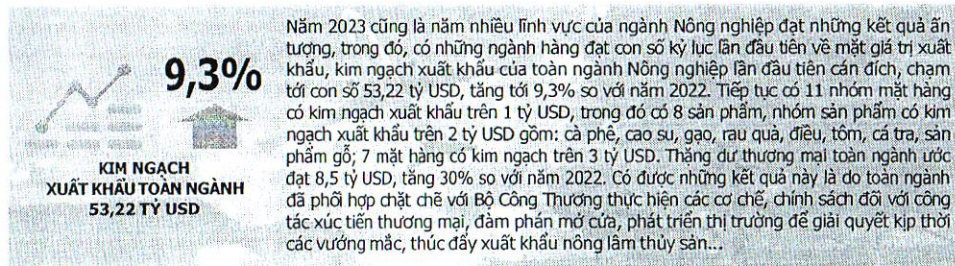 9,3%
KIM NGẠCH
XUẤT KHẨU TOÀN NGÀNH
53,22 TỶ USD
Năm 2023 cũng là năm nhiều lĩnh vực của ngành Nông nghiệp đạt những kết quả ấn
tượng, trong đó, có những ngành hàng đạt con số kỷ lục lần đầu tiên về mặt giá trị xuất
khẩu, kim ngạch xuất khẩu của toàn ngành Nông nghiệp lần đầu tiên cán đích, chạm
tới con số 53,22 tỷ USD, tăng tới 9,3% so với năm 2022. Tiếp tục có 11 nhóm mặt hàng
có kim ngạch xuất khẩu trên 1 tỷ USD, trong đó có 8 sản phẩm, nhóm sản phẩm có kim
ngạch xuất khẩu trên 2 tỷ USD gồm: cà phê, cao su, gạo, rau quả, điều, tôm, cá tra, sản
phẩm gỗ; 7 mặt hàng có kim ngạch trên 3 tỷ USD. Thặng dư thương mại toàn ngành ước
đạt 8,5 tỷ USD, tăng 30% so với năm 2022. Có được những kết quả này là do toàn ngành
đã phối hợp chặt chẽ với Bộ Công Thương thực hiện các cơ chế, chính sách đối với công
tác xúc tiến thương mại, đàm phán mở cửa, phát triển thị trường để giải quyết kịp thời
các vướng mắc, thúc đẩy xuất khẩu nông lâm thủy sản...